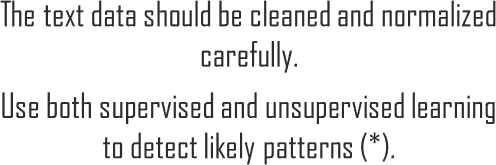 The text data should be cleaned and normalized
carefully.
Use both supervised and unsupervised learning
to detect likely patterns (*).